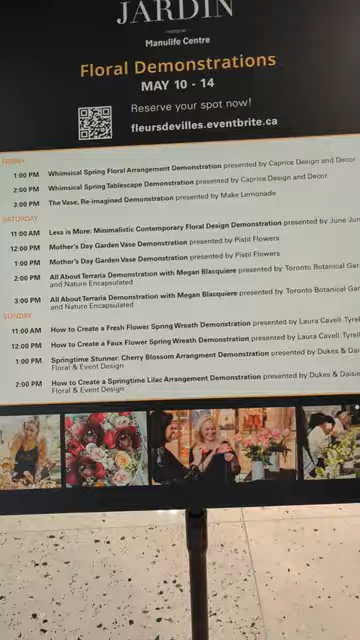 JARDIN
Manulife Centre
Floral Demonstrations
MAY 10 - 14
Reserve your spot now!
fleursdevilles.eventbrite.ca
FRIDAY
1:00 PM Whimsical Spring Floral Arrangement Demonstration presented by Caprice Design and Decor
2:00 PM Whimsical Spring Tablescape Demonstration presented by Caprice Design and Decor
3:00 PM The Vase, Re-imagined Demonstration presented by Make Lemonade
SATURDAY
11:00 AM Less is More: Minimalistic Contemporary Floral Design Demonstration presented by June
12:00 PM Mother's Day Garden Vase Demonstration presented by Pistil Flowers
1:00 PM Mother's Day Garden Vase Demonstration presented by Pistil Flowers
2:00 PM All About Terraria Demonstration with Megan Blacquiere presented by Toronto Botanical
and Nature Encapsulated
3:00 PM All About Terraria Demonstration with Megan Blacquiere presented by Toronto Botanical
and Nature Encapsulated
SUNDAY
11:00 AM How to Create a Fresh Flower Spring Wreath Demonstration presented by Laura Cavell
12:00 PM How to Create a Faux Flower Spring Wreath Demonstration presented by Laura Cavell
1:00 PM Springtime Stunner: Cherry Blossom Arrangment Demonstration presented by Dukes &
Floral & Event Design
2:00 PM How to Create a Springtime Lilac Arrangement Demonstration presented by Dukes &
Floral & Event Design